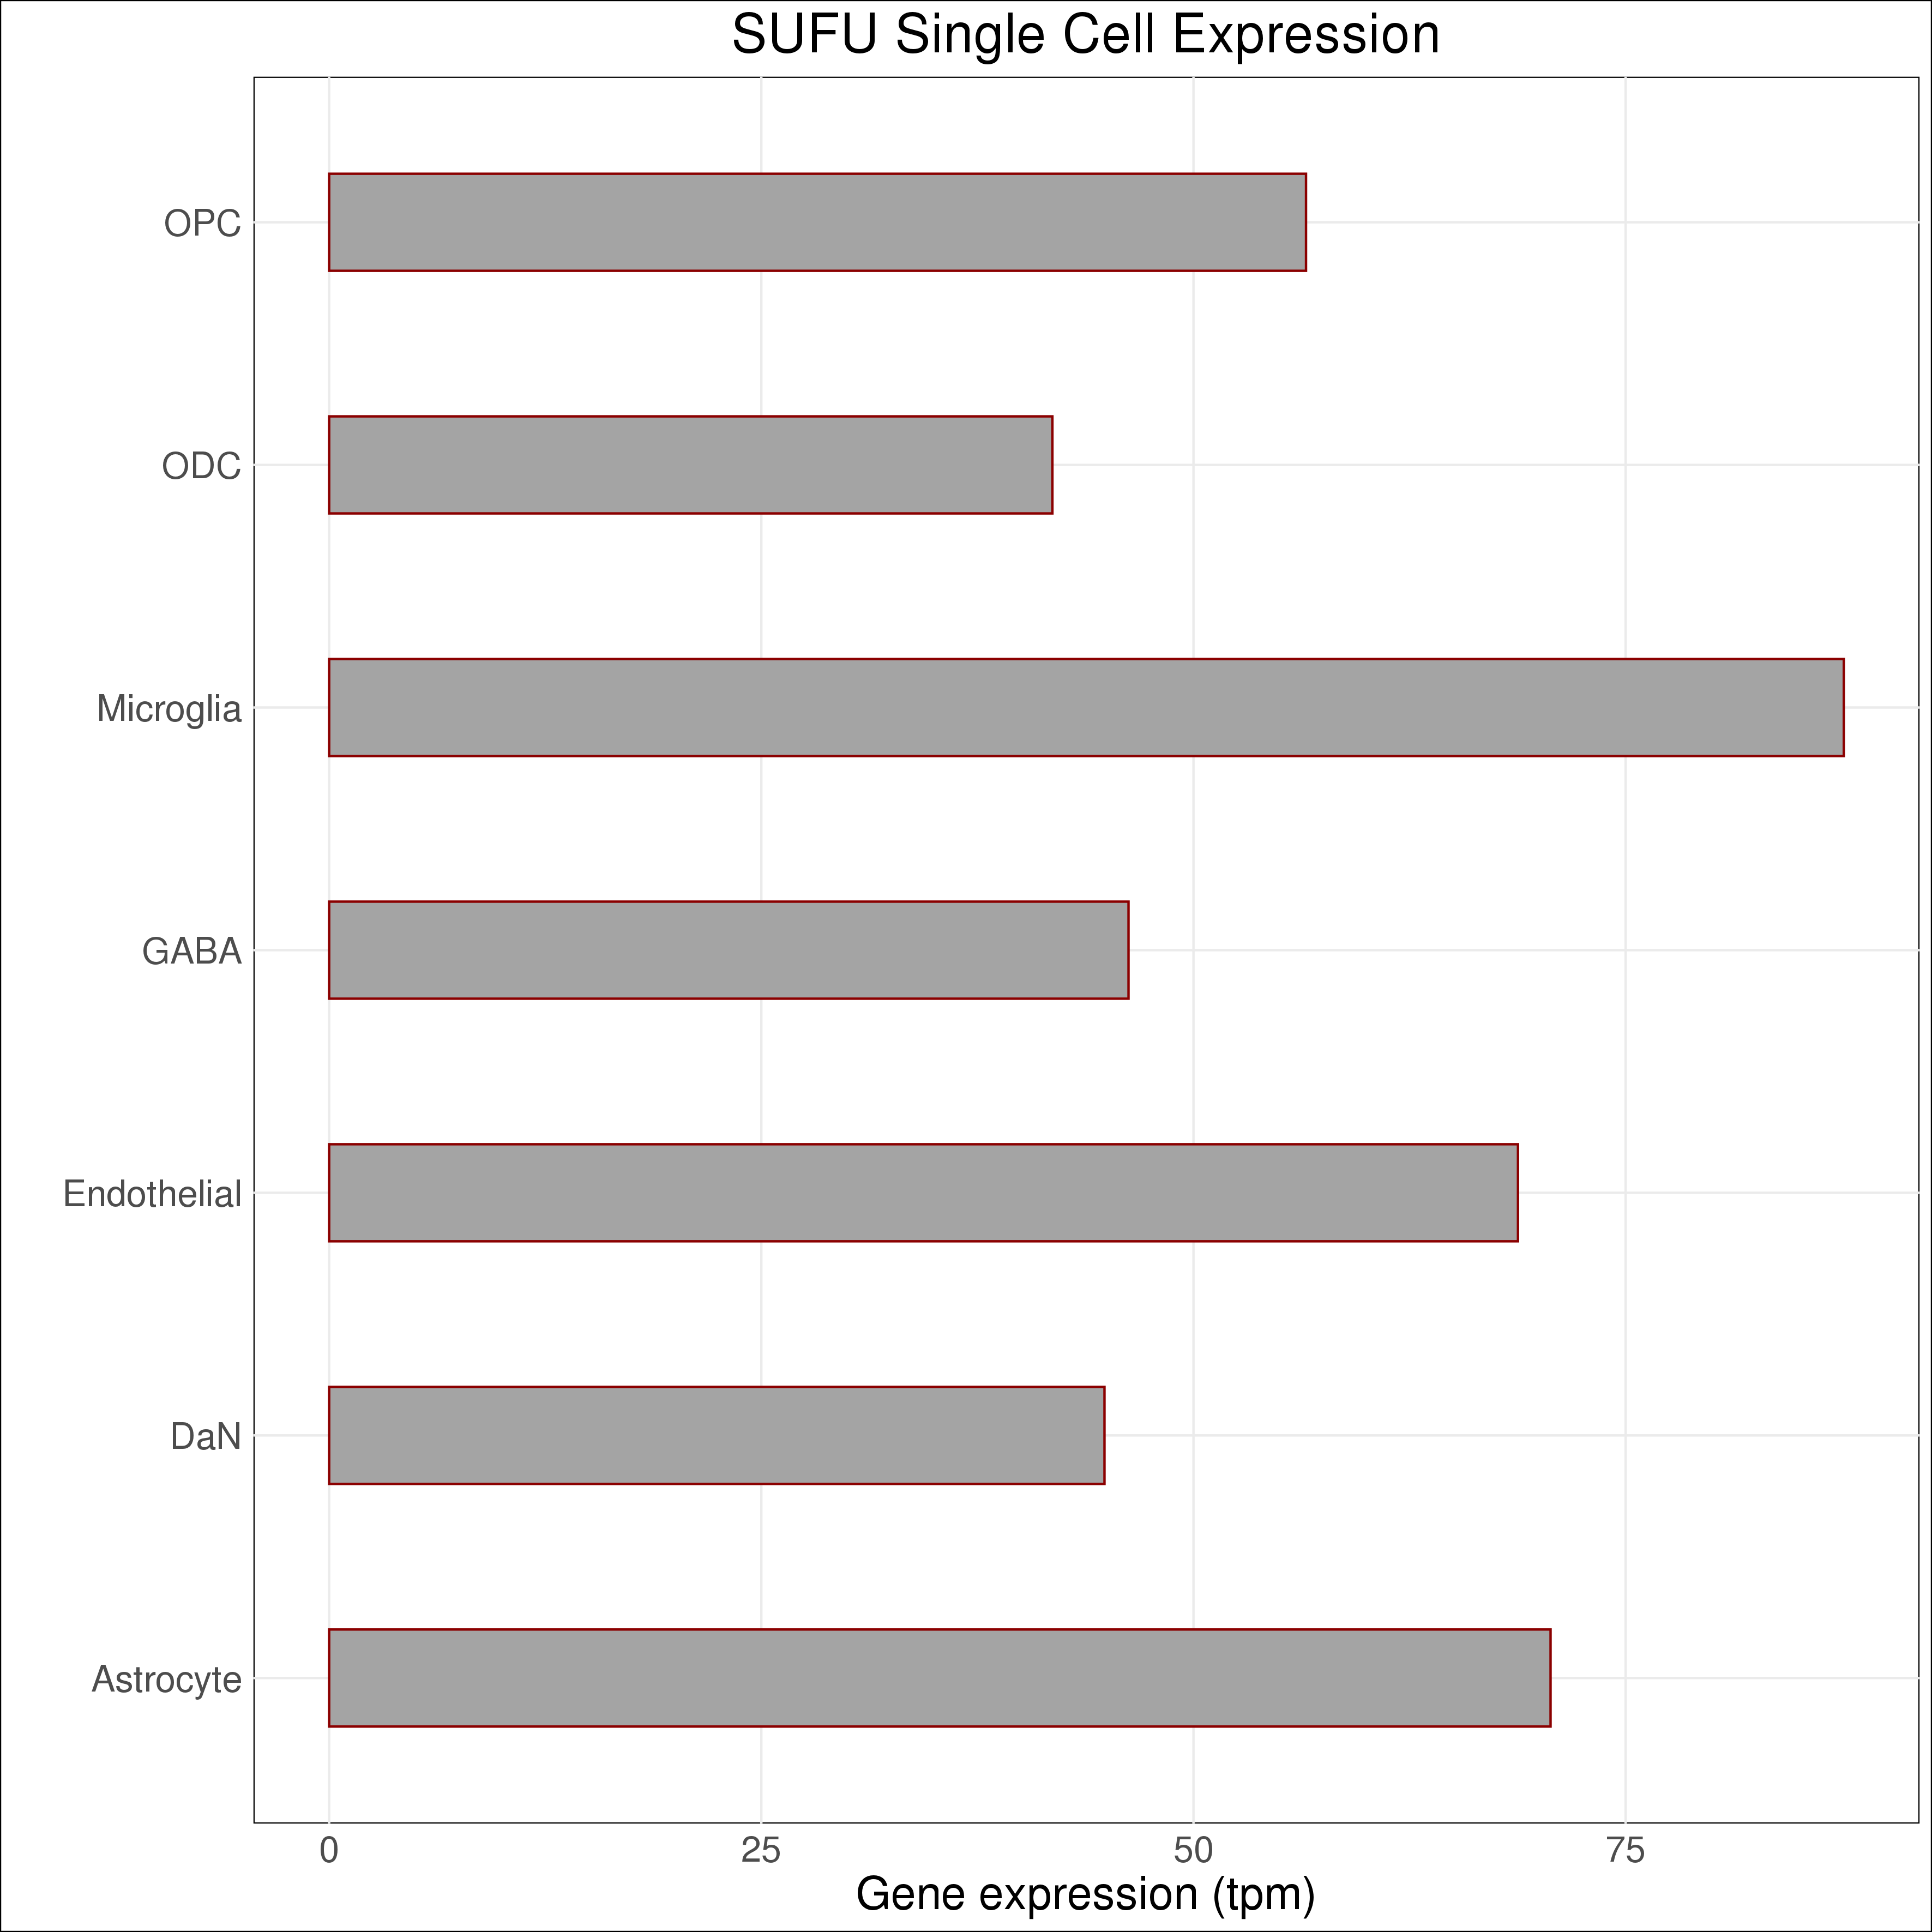 SUFU Single Cell Expression
OPC
ODC
Microglia
GABA
Endothelial
DaN
Astrocyte
0 25 50 75
Gene expression (tpm)